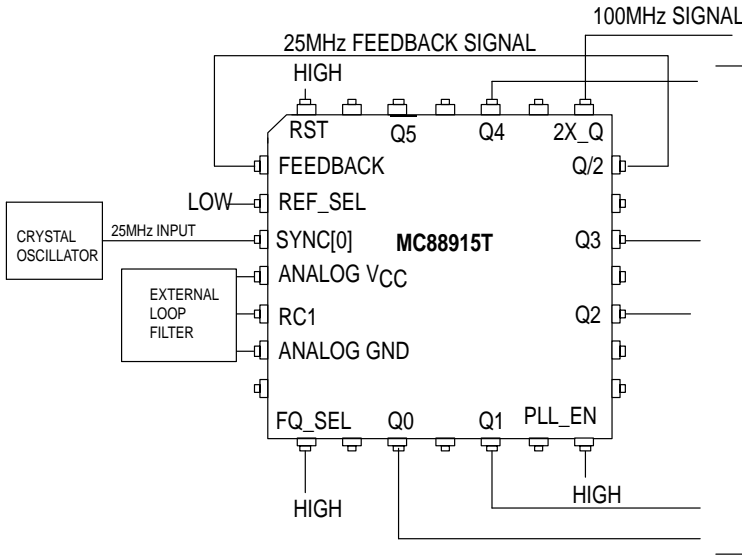 100MHz SIGNAL
25MHz FEEDBACK SIGNAL
HIGH
RST
Q5
Q4
2X_Q
FEEDBACK
Q/2
LOW
REF_SEL
CRYSTAL
OSCILLATOR
25MHz INPUT
SYNC[0]
MC88915T
Q3
ANALOG VCC
EXTERNAL
LOOP
FILTER
RC1
Q2
ANALOG GND
FQ_SEL
Q0
Q1
PLL_EN
HIGH
HIGH